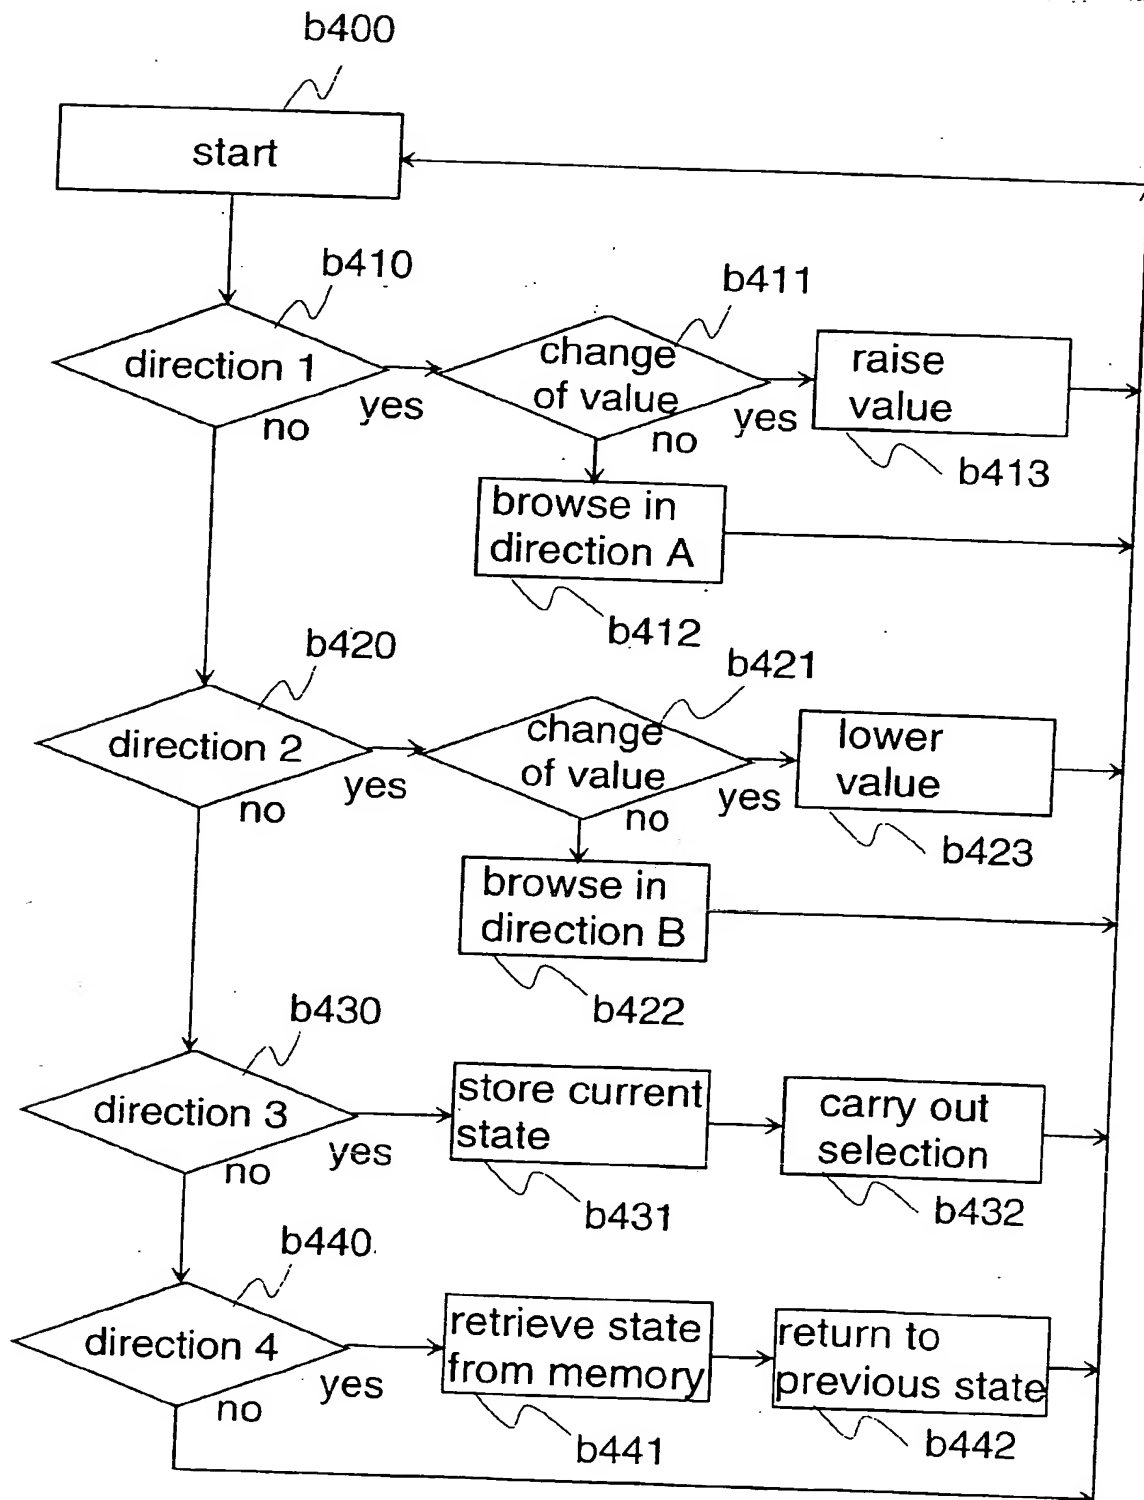 b400
start
b410
direction 1
yes
no
b411
change
of value
yes
no
raise
value
b413
browse in
direction A
b412
b420
direction 2
yes
no
b421
change
of value
yes
no
lower
value
b423
browse in
direction B
b422
b430
direction 3
yes
no
store current
state
b431
carry out
selection
b432
b440
direction 4
yes
no
retrieve state
from memory
b441
return to
previous state
b442